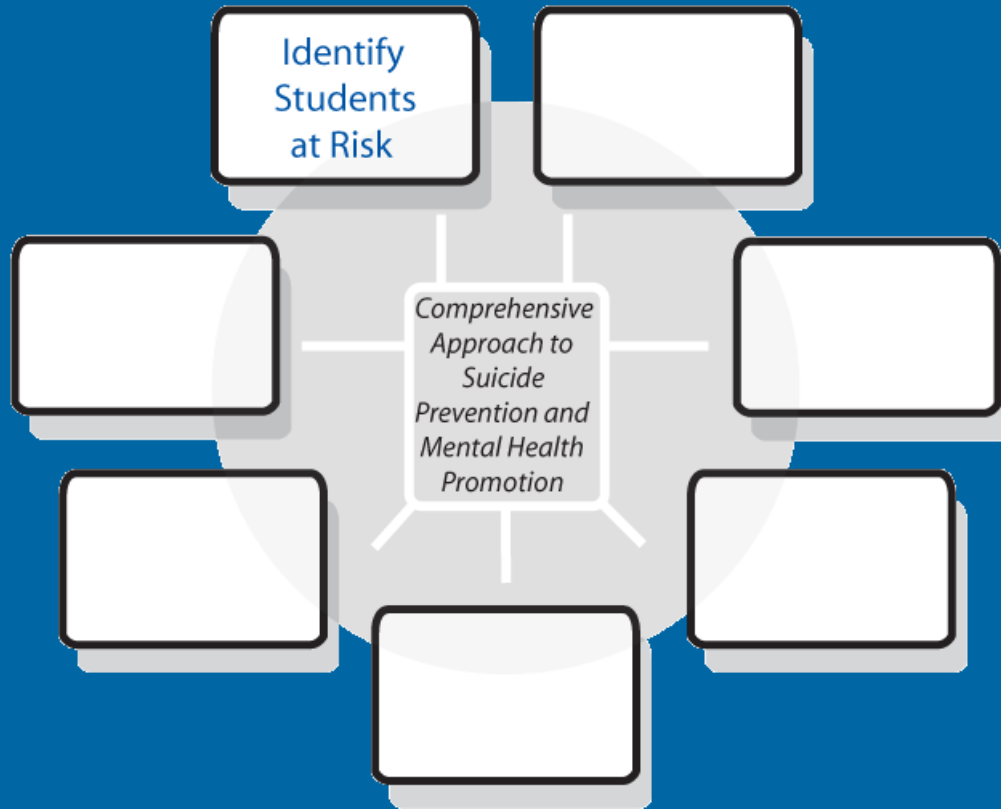 Identify
Students
at Risk
Comprehensive
Approach to
Suicide
Prevention and
Mental Health
Promotion